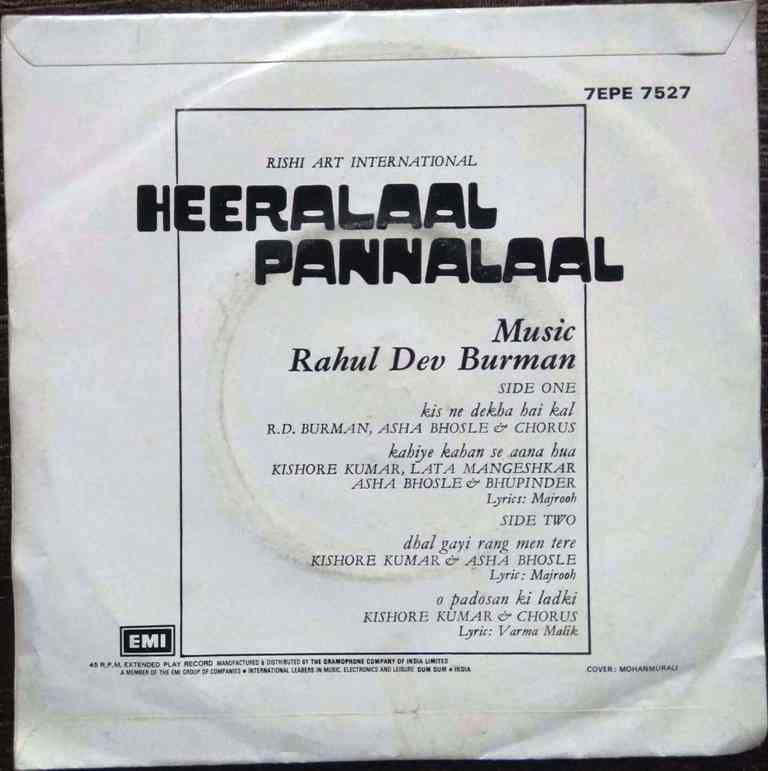 7EPE 7527
RISHI ART INTERNATIONAL
HEERALAAL
PANNALAAL
Music
Rahul Dev Burman
SIDE ONE
kis ne dekha hai kal
R.D. BURMAN, ASHA BHOSLE & CHORUS
kahiye kahan se aana hua
KISHORE KUMAR, LATA MANGESHKAR
ASHA BHOSLE & BHUPINDER
Lyrics: Majrooh
SIDE TWO
dhal gayi rang men tere
KISHORE KUMAR & ASHA BHOSLE
Lyric: Majrooh
o padosan ki ladki
KISHORE KUMAR & CHORUS
Lyric: Varma Malik
EMI
45 R.P.M. EXTENDED PLAY RECORD MANUFACTURED & DISTRIBUTED BY THE GRAMOPHONE COMPANY OF INDIA LIMITED
A MEMBER OF THE EMI GROUP OF COMPANIES • INTERNATIONAL LEADERS IN MUSIC, ELECTRONICS AND LEISURE DUM DUM • INDIA
COVER: MOHANMURALI